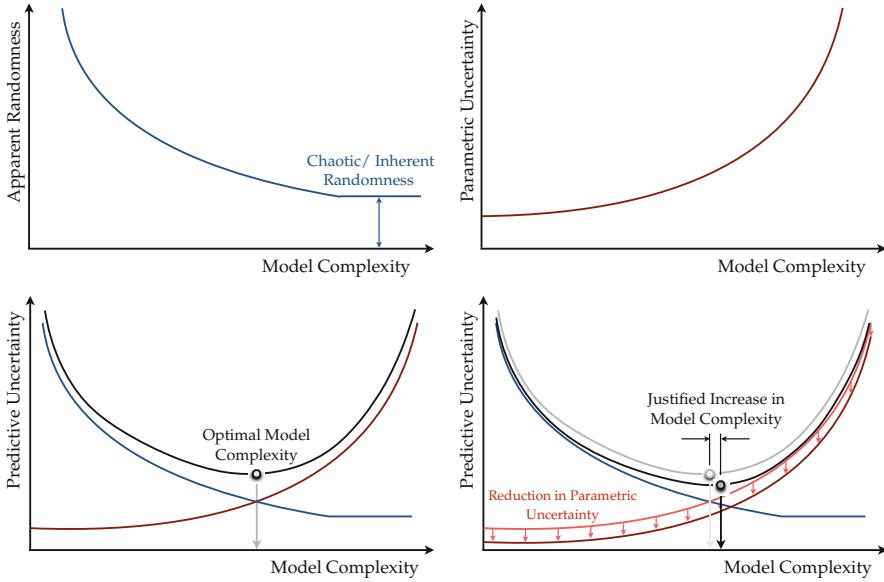 Apparent Randomness
Chaotic/ Inherent
Randomness
Model Complexity
Parametric Uncertainty
Model Complexity
Predictive Uncertainty
Optimal Model
Complexity
Model Complexity
Predictive Uncertainty
Justified Increase in
Model Complexity
Reduction in Parametric
Uncertainty
Model Complexity